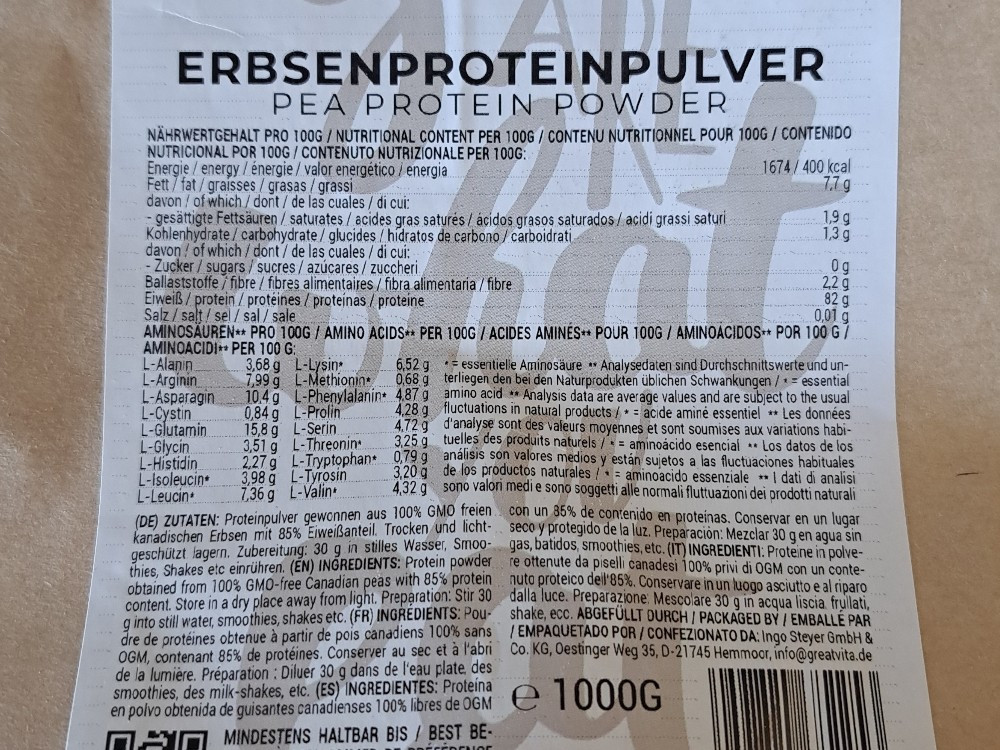 ERBSENPROTEINPULVER
PEA PROTEIN POWDER
NÄHRWERTGEHALT PRO 100G / NUTRITIONAL CONTENT PER 100G / CONTENU NUTRITIONNEL POUR 100G / CONTENIDO
NUTRICIONAL POR 100G / CONTENUTO NUTRIZIONALE PER 100G:
Energie / energy / énergie / valor energético / energia 1674 / 400 kcal
Fett / fat / graisses / grasas / grassi 7,7 g
davon / of which / dont / de las cuales / di cui:
- gesättigte Fettsäuren / saturates / acides gras saturés / ácidos grasos saturados / acidi grassi saturi 1,9 g
Kohlenhydrate / carbohydrate / glucides / hidratos de carbono / carboidrati 1,3 g
davon / of which / dont / de las cuales / di cui:
- Zucker / sugars / sucres / azúcares / zuccheri 0 g
Ballaststoffe / fibre / fibres alimentaires / fibra alimentaria / fibre 2,2 g
Eiweiß / protein / protéines / proteínas / proteine 82 g
Salz / salt / sel / sal / sale 0,01 g
AMINOSÄUREN** PRO 100G / AMINO ACIDS** PER 100G / ACIDES AMINÉS** POUR 100G / AMINOÁCIDOS** POR 100 G /
AMINOACIDI** PER 100 G:
L-Alanin 3,68 g
L-Arginin 7,99 g
L-Asparagin 10,4 g
L-Cystin 0,84 g
L-Glutamin 15,8 g
L-Glycin 3,51 g
L-Histidin 2,27 g
L-Isoleucin* 3,98 g
L-Leucin* 7,36 g
L-Lysin* 6,52 g
L-Methionin* 0,68 g
L-Phenylalanin* 4,87 g
L-Prolin 4,28 g
L-Serin 4,72 g
L-Threonin* 3,25 g
L-Tryptophan* 0,79 g
L-Tyrosin 3,20 g
L-Valin* 4,32 g
* = essentielle Aminosäure ** Analysedaten sind Durchschnittswerte und un-
terliegen den bei den Naturprodukten üblichen Schwankungen / * = essential
amino acid ** Analysis data are average values and are subject to the usual
fluctuations in natural products / * = acide aminé essentiel ** Les données
d'analyse sont des valeurs moyennes et sont soumises aux variations habi-
tuelles des produits naturels / * = aminoácido esencial ** Los datos de los
análisis son valores medios y están sujetos a las fluctuaciones habituales
de los productos naturales / * = aminoacido essenziale ** I dati di analisi
sono valori medi e sono soggetti alle normali fluttuazioni dei prodotti naturali
(DE) ZUTATEN: Proteinpulver gewonnen aus 100% GMO freien
kanadischen Erbsen mit 85% Eiweißanteil. Trocken und licht-
geschützt lagern. Zubereitung: 30 g in stilles Wasser, Smoo-
thies, Shakes etc einrühren. (EN) INGREDIENTS: Protein powder
obtained from 100% GMO-free Canadian peas with 85% protein
content. Store in a dry place away from light. Preparation: Stir 30
g into still water, smoothies, shakes etc. (FR) INGRÉDIENTS: Pou-
dre de protéines obtenue à partir de pois canadiens 100% sans
OGM, contenant 85% de protéines. Conserver au sec et à l'abri
de la lumière. Préparation : Diluer 30 g dans de l'eau plate, des
smoothies, des milk-shakes, etc. (ES) INGREDIENTES: Proteína
en polvo obtenida de guisantes canadienses 100% libres de OGM
con un 85% de contenido en proteínas. Conservar en un lugar
seco y protegido de la luz. Preparación: Mezclar 30 g en agua sin
gas, batidos, smoothies, etc. (IT) INGREDIENTI: Proteine in polve-
re ottenute da piselli canadesi 100% privi di OGM con un conte-
nuto proteico dell'85%. Conservare in un luogo asciutto e al riparo
dalla luce. Preparazione: Mescolare 30 g in acqua liscia, frullati,
shake, ecc. ABGEFÜLLT DURCH / PACKAGED BY / EMBALLÉ PAR
/ EMPAQUETADO POR / CONFEZIONATO DA: Ingo Steyer GmbH &
Co. KG, Oestinger Weg 35, D-21745 Hemmoor, info@greatvita.de
e 1000G
MINDESTENS HALTBAR BIS / BEST BE-